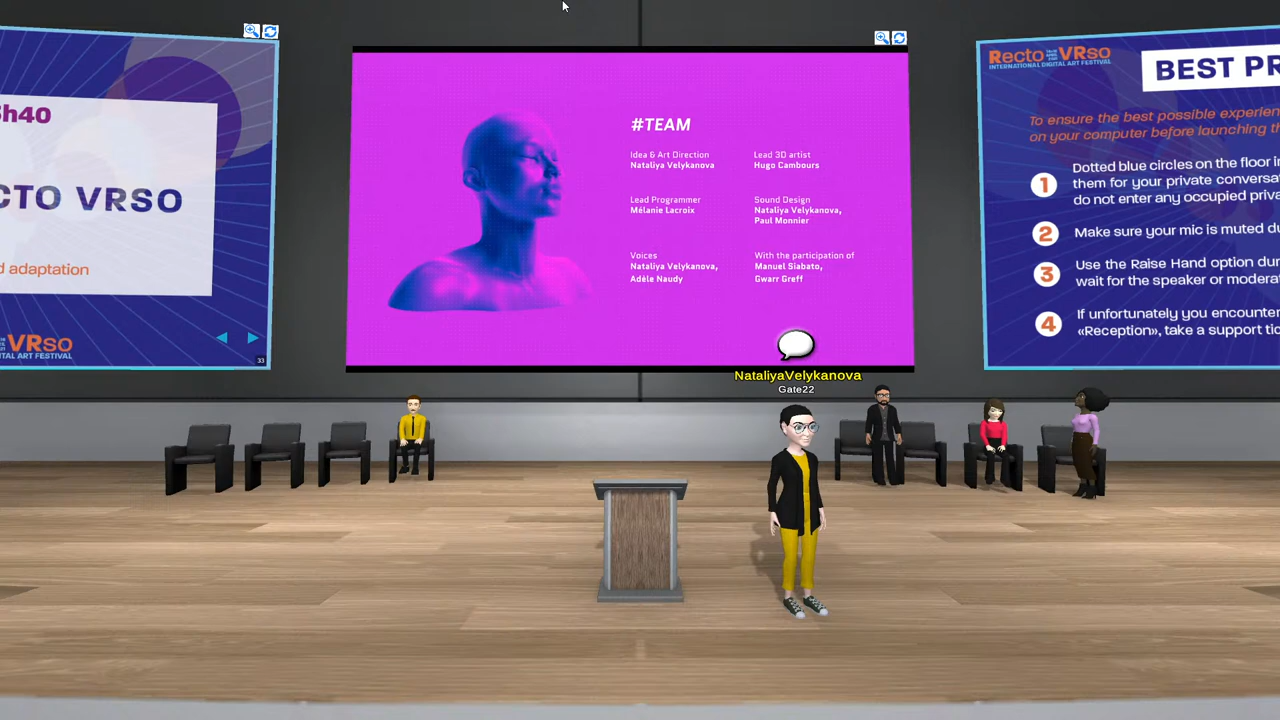 5h40
CTO VRSO
d adaptation
VRso
DIGITAL ART FESTIVAL
33
#TEAM
Idea & Art Direction
Nataliya Velykanova
Lead 3D artist
Hugo Cambours
Lead Programmer
Mélanie Lacroix
Sound Design
Nataliya Velykanova,
Paul Monnier
Voices
Nataliya Velykanova,
Adèle Naudy
With the participation of
Manuel Siabato,
Gwarr Greff
NataliyaVelykanova
Gate22
Recto VRso
INTERNATIONAL DIGITAL ART FESTIVAL
BEST PR
To ensure the best possible experien
on your computer before launching th
1 Dotted blue circles on the floor in
them for your private conversa
do not enter any occupied priva
2 Make sure your mic is muted du
3 Use the Raise Hand option dur
wait for the speaker or modera
4 If unfortunately you encounter
«Reception», take a support tic